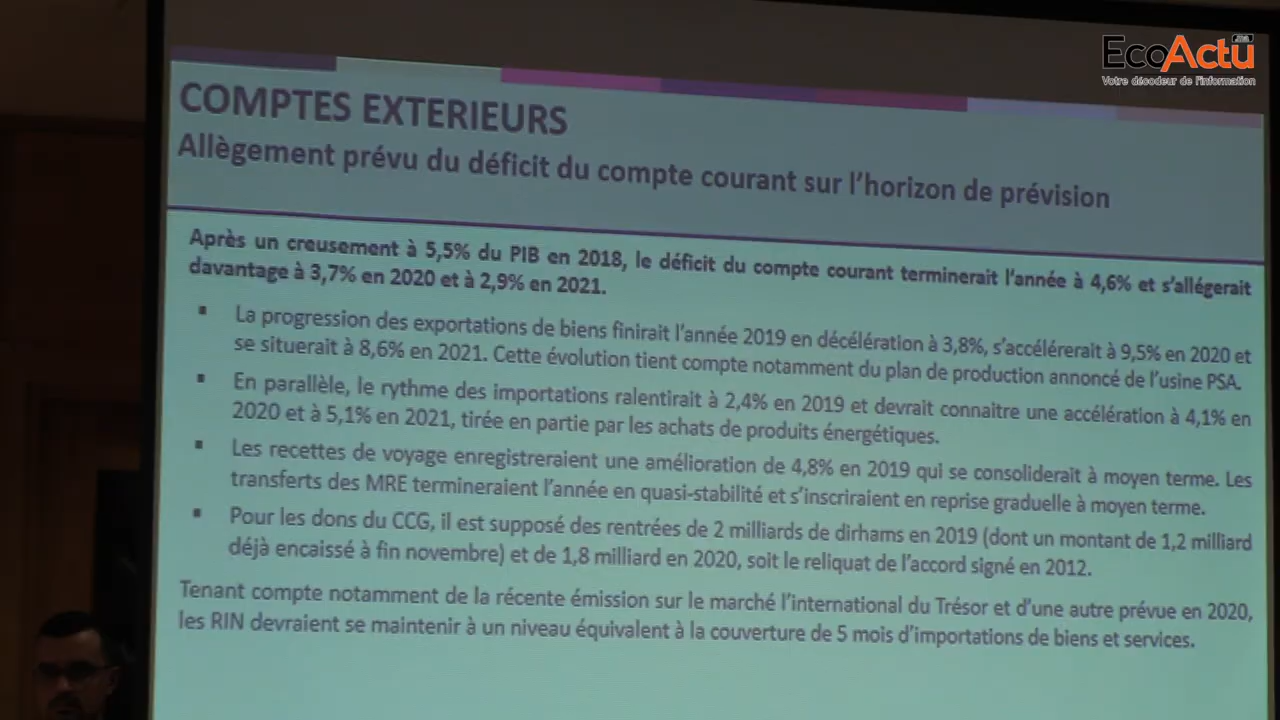 EcoActu
.ma
Votre décodeur de l'information
COMPTES EXTERIEURS
Allègement prévu du déficit du compte courant sur l'horizon de prévision
Après un creusement à 5,5% du PIB en 2018, le déficit du compte courant terminerait l'année à 4,6% et s'allégerait
davantage à 3,7% en 2020 et à 2,9% en 2021.
▪ La progression des exportations de biens finirait l'année 2019 en décélération à 3,8%, s'accélérerait à 9,5% en 2020 et
se situerait à 8,6% en 2021. Cette évolution tient compte notamment du plan de production annoncé de l'usine PSA.
▪ En parallèle, le rythme des importations ralentirait à 2,4% en 2019 et devrait connaitre une accélération à 4,1% en
2020 et à 5,1% en 2021, tirée en partie par les achats de produits énergétiques.
▪ Les recettes de voyage enregistreraient une amélioration de 4,8% en 2019 qui se consoliderait à moyen terme. Les
transferts des MRE termineraient l'année en quasi-stabilité et s'inscriraient en reprise graduelle à moyen terme.
▪ Pour les dons du CCG, il est supposé des rentrées de 2 milliards de dirhams en 2019 (dont un montant de 1,2 milliard
déjà encaissé à fin novembre) et de 1,8 milliard en 2020, soit le reliquat de l'accord signé en 2012.
Tenant compte notamment de la récente émission sur le marché l'international du Trésor et d'une autre prévue en 2020,
les RIN devraient se maintenir à un niveau équivalent à la couverture de 5 mois d'importations de biens et services.